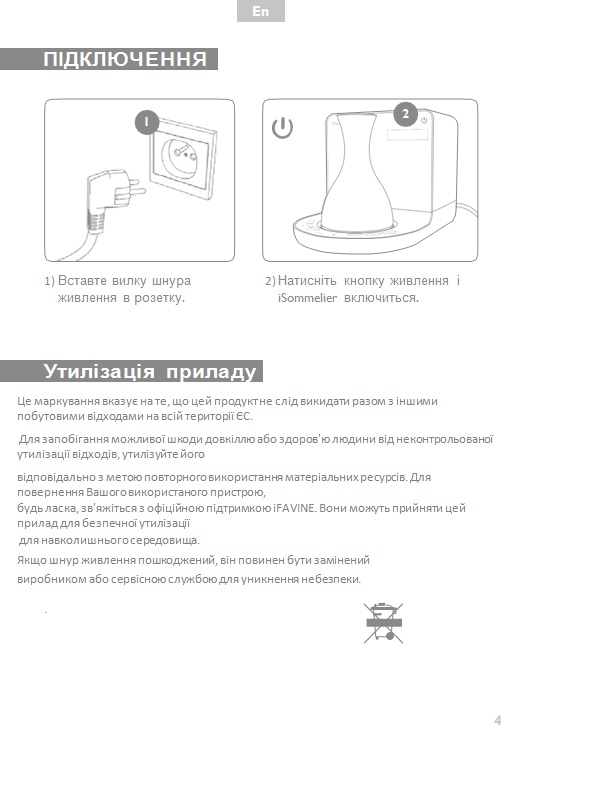 En
ПІДКЛЮЧЕННЯ
1
2
1) Вставте вилку шнура
живлення в розетку.
2) Натисніть кнопку живлення і
iSommelier включиться.
Утилізація приладу
Це маркування вказує на те, що цей продукт не слід викидати разом з іншими
побутовими відходами на всій території ЄС.
Для запобігання можливої шкоди довкіллю або здоров'ю людини від неконтрольованої
утилізації відходів, утилізуйте його
відповідально з метою повторного використання матеріальних ресурсів. Для
повернення Вашого використаного пристрою,
будь ласка, зв'яжіться з офіційною підтримкою iFAVINE. Вони можуть прийняти цей
прилад для безпечної утилізації
для навколишнього середовища.
Якщо шнур живлення пошкоджений, він повинен бути замінений
виробником або сервісною службою для уникнення небезпеки.
.
4